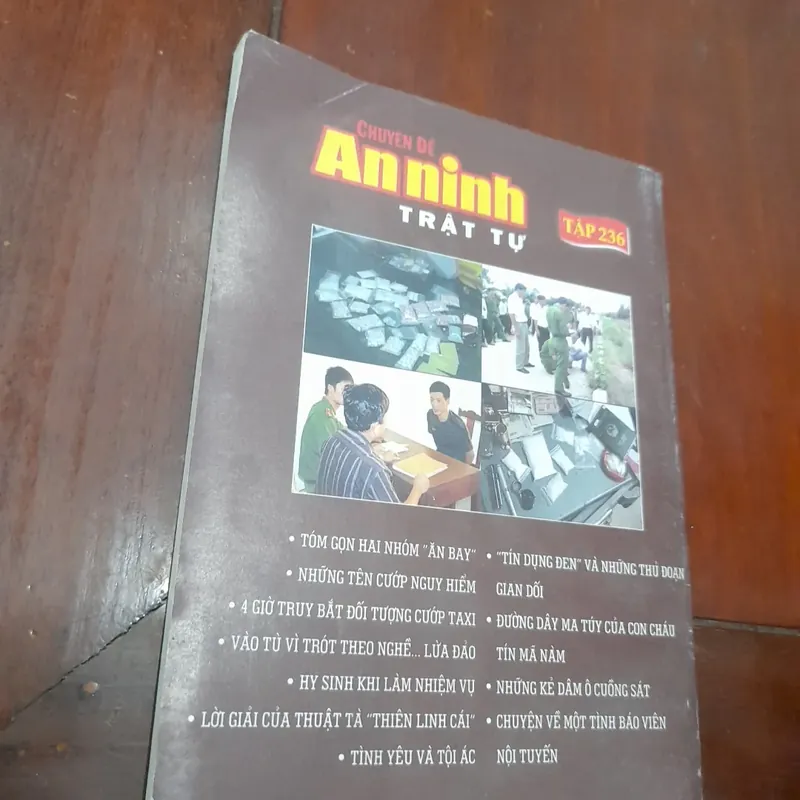 CHUYÊN ĐỀ
An ninh
TRẬT TỰ
TẬP 236
• TÓM GỌN HAI NHÓM "ĂN BAY"
• NHỮNG TÊN CƯỚP NGUY HIỂM
• 4 GIỜ TRUY BẮT ĐỐI TƯỢNG CƯỚP TAXI
• VÀO TÙ VÌ TRÓT THEO NGHỀ... LỪA ĐẢO
• HY SINH KHI LÀM NHIỆM VỤ
• LỜI GIẢI CỦA THUẬT TÀ "THIÊN LINH CÁI"
• TÌNH YÊU VÀ TỘI ÁC
• "TÍN DỤNG ĐEN" VÀ NHỮNG THỦ ĐOẠN
GIAN DỐI
• ĐƯỜNG DÂY MA TÚY CỦA CON CHÁU
TÍN MÃ NÀM
• NHỮNG KẺ DÂM Ô CUỒNG SÁT
• CHUYỆN VỀ MỘT TÌNH BÁO VIÊN
NỘI TUYẾN